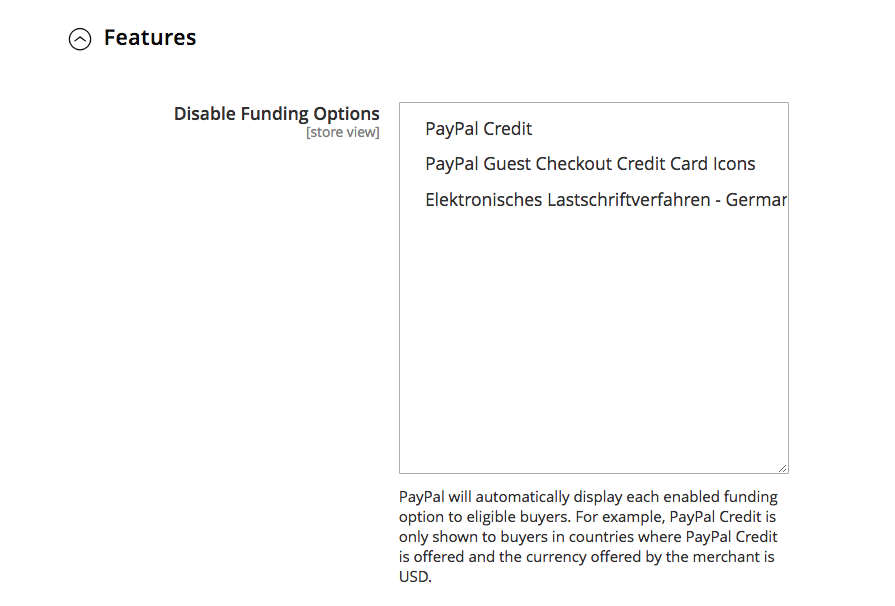 Features
Disable Funding Options
[store view]
PayPal Credit
PayPal Guest Checkout Credit Card Icons
Elektronisches Lastschriftverfahren - German
PayPal will automatically display each enabled funding
option to eligible buyers. For example, PayPal Credit is
only shown to buyers in countries where PayPal Credit
is offered and the currency offered by the merchant is
USD.